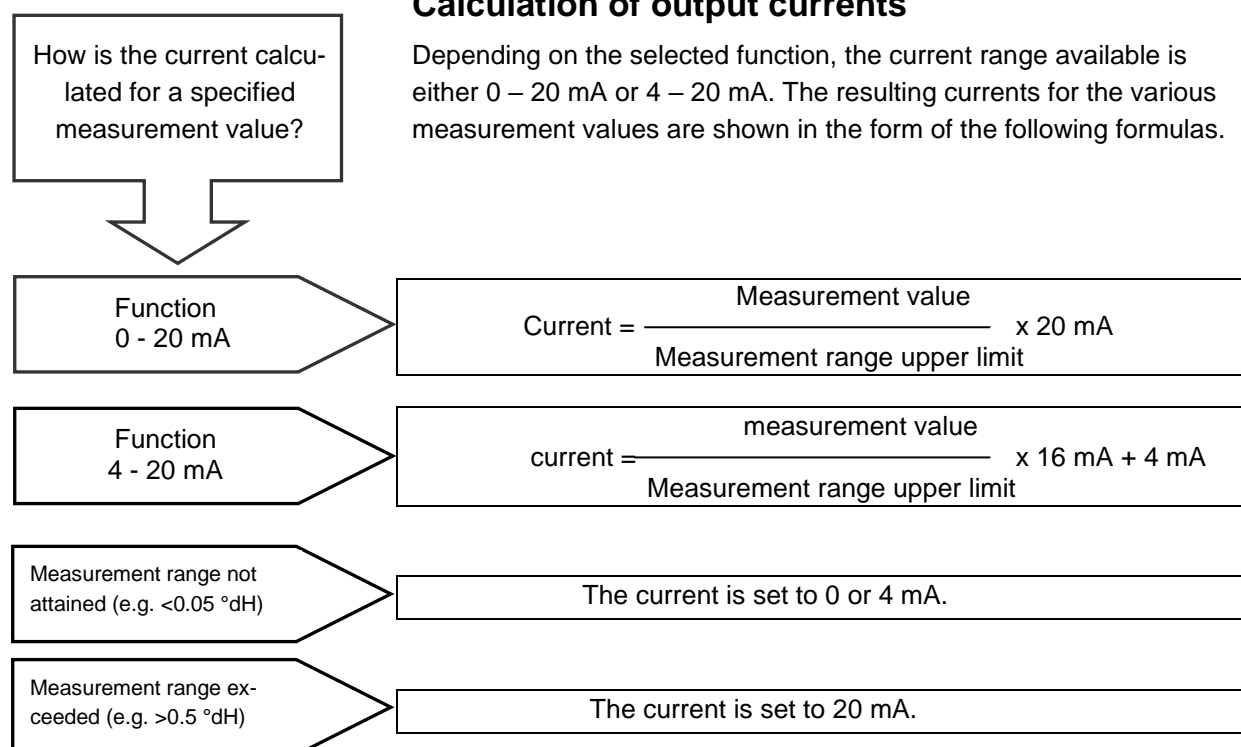 Calculation of output currents
How is the current calcu-
lated for a specified
measurement value?
Depending on the selected function, the current range available is
either 0 – 20 mA or 4 – 20 mA. The resulting currents for the various
measurement values are shown in the form of the following formulas.
Function
0 - 20 mA
Measurement value
Current = x 20 mA
Measurement range upper limit
Function
4 - 20 mA
measurement value
current = x 16 mA + 4 mA
Measurement range upper limit
Measurement range not
attained (e.g. <0.05 °dH)
The current is set to 0 or 4 mA.
Measurement range ex-
ceeded (e.g. >0.5 °dH)
The current is set to 20 mA.